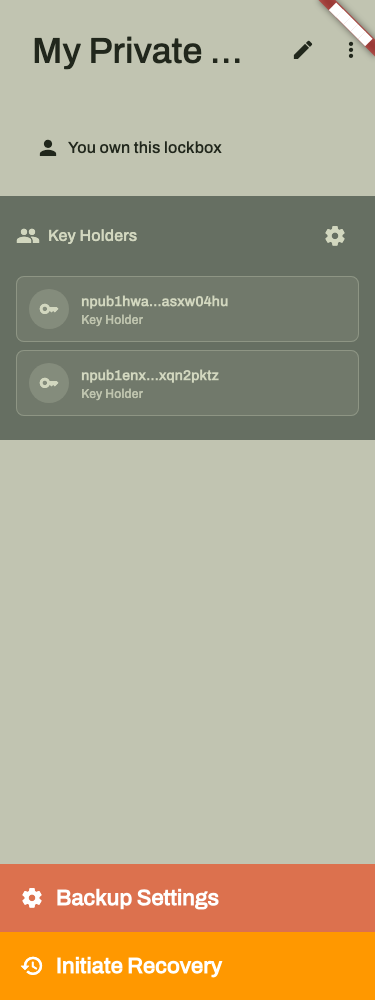 My Private ...
You own this lockbox
Key Holders
npub1hwa...asxw04hu
Key Holder
npub1enx...xqn2pktz
Key Holder
Backup Settings
Initiate Recovery